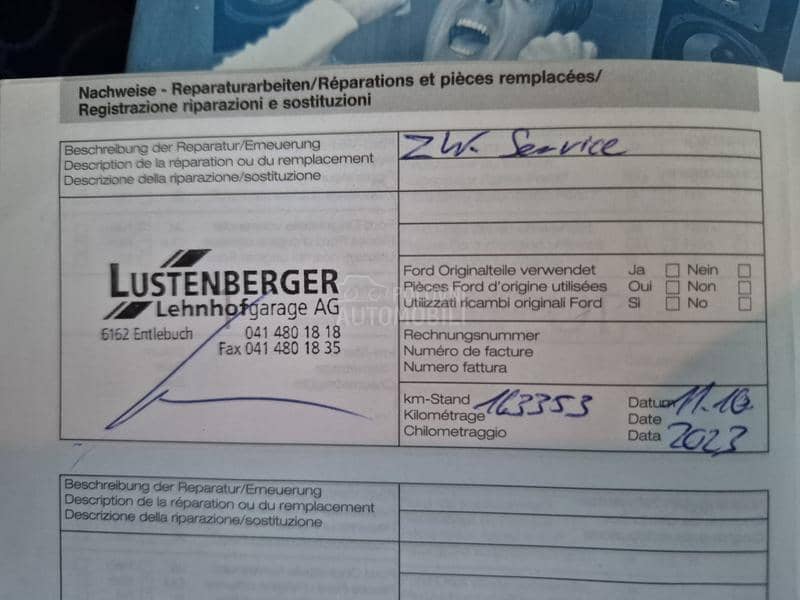 Nachweise - Reparaturarbeiten/Réparations et pièces remplacées/
Registrazione riparazioni e sostituzioni
Beschreibung der Reparatur/Erneuerung
Description de la réparation ou du remplacement
Descrizione della riparazione/sostituzione
ZW. Service
LUSTENBERGER
Lehnhofgarage AG
6162 Entlebuch
041 480 18 18
Fax 041 480 18 35
Ford Originalteile verwendet Ja Nein
Pièces Ford d'origine utilisées Oui Non
Utilizzati ricambi originali Ford Sì No
AUTOMOBILI
Rechnungsnummer
Numéro de facture
Numero fattura
km-Stand
Kilométrage
Chilometraggio
163353
Datum
Date
Data
11.10.
2023
Beschreibung der Reparatur/Erneuerung
Description de la réparation ou du remplacement
Descrizione della riparazione/sostituzione